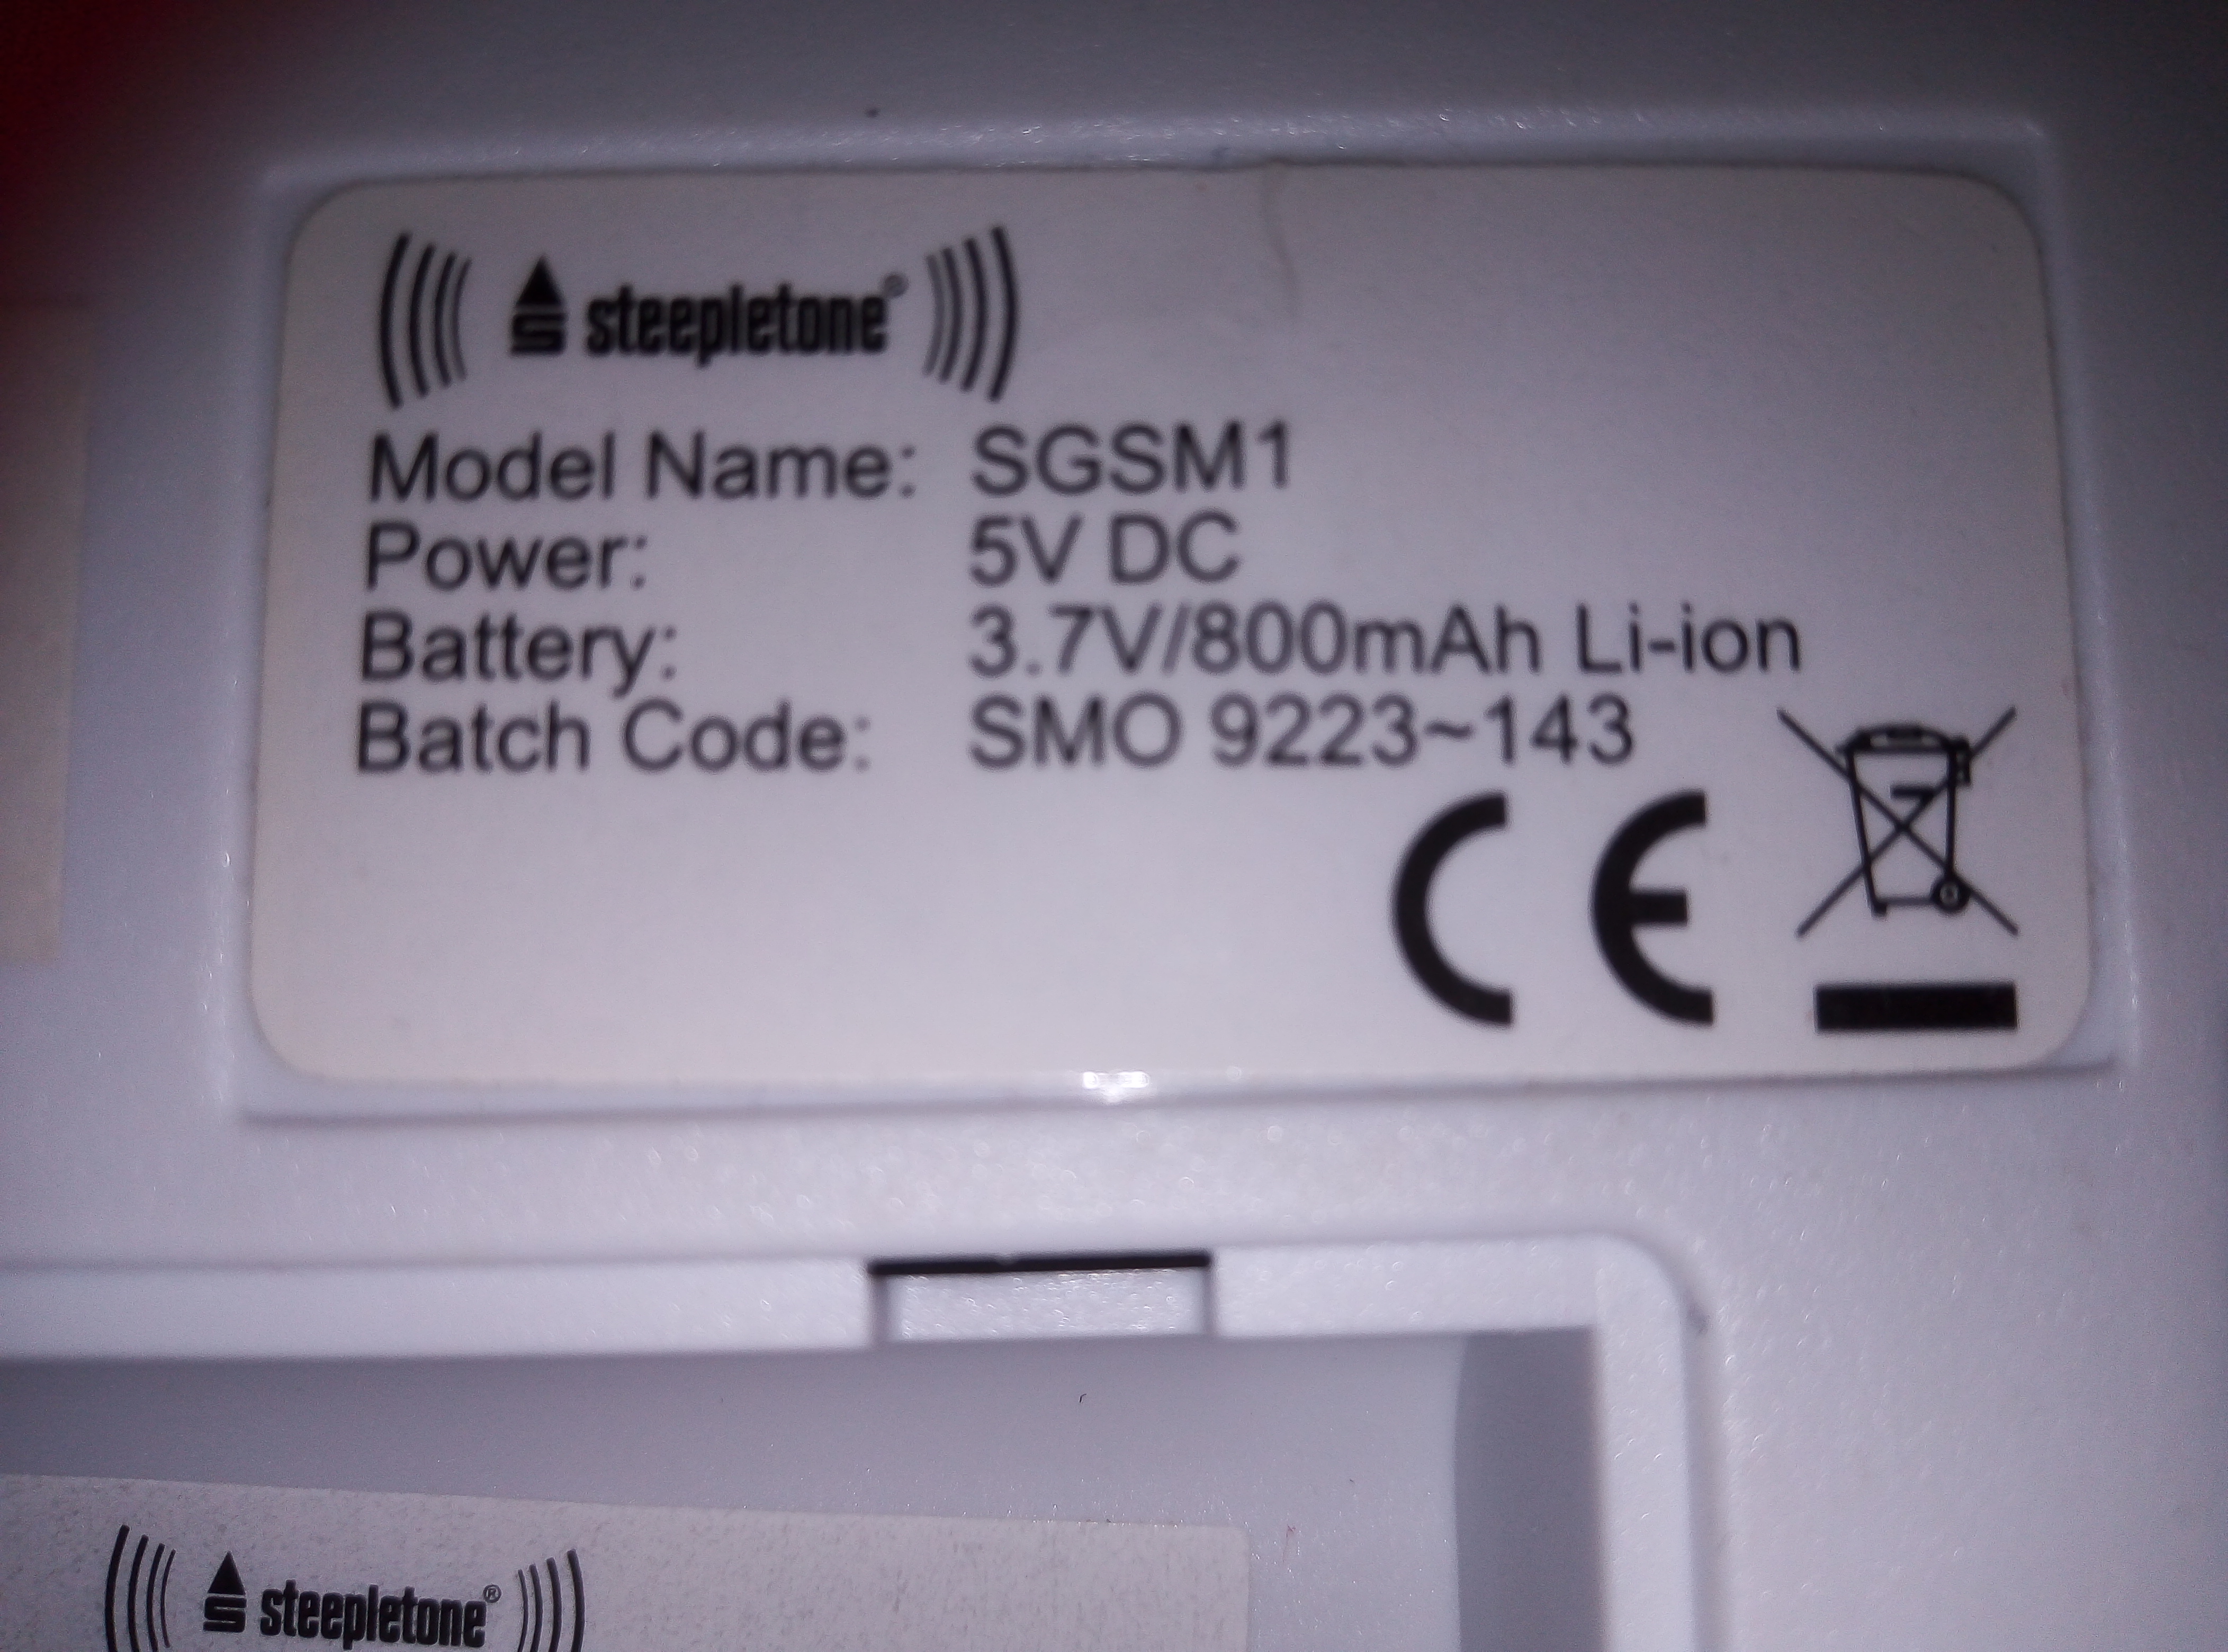 steepletone®
Model Name: SGSM1
Power: 5V DC
Battery: 3.7V/800mAh Li-ion
Batch Code: SMO 9223~143
CE
steepletone®